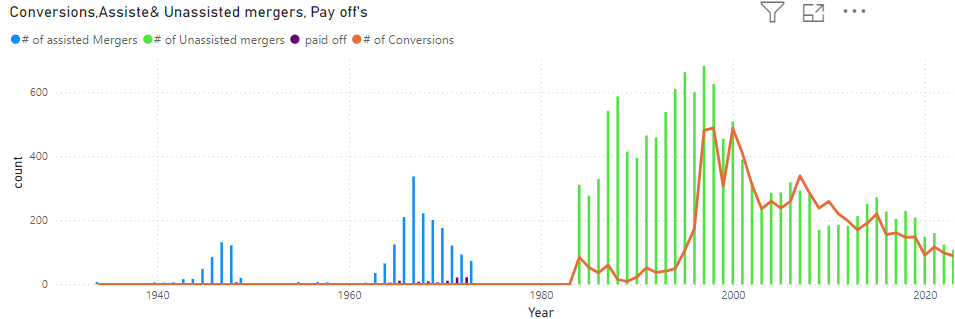 Conversions,Assiste& Unassisted mergers, Pay off's
# of assisted Mergers # of Unassisted mergers paid off # of Conversions
600
400
200
0
count
1940 1960 1980 2000 2020
Year